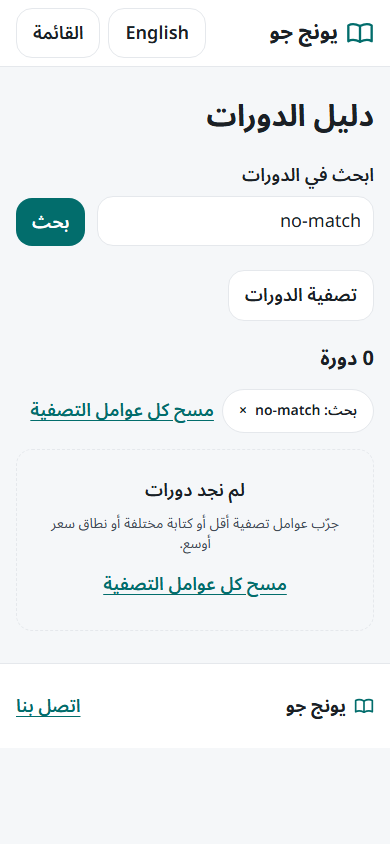 يونج جو
English
القائمة
دليل الدورات
ابحث في الدورات
no-match
بحث
تصفية الدورات
0 دورة
بحث: no-match ×
مسح كل عوامل التصفية
لم نجد دورات
جرّب عوامل تصفية أقل أو كتابة مختلفة أو نطاق سعر
أوسع.
مسح كل عوامل التصفية
يونج جو
اتصل بنا